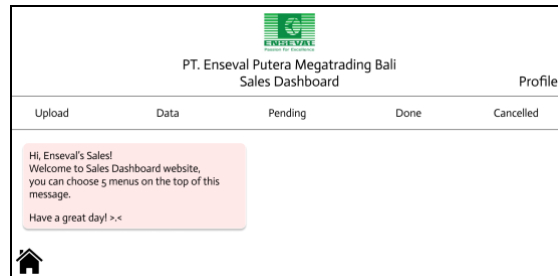 ENSEVAL
Passion for Excellence
PT. Enseval Putera Megatrading Bali
Sales Dashboard
Profile
Upload Data Pending Done Cancelled
Hi, Enseval's Sales!
Welcome to Sales Dashboard website,
you can choose 5 menus on the top of this
message.
Have a great day! >.<